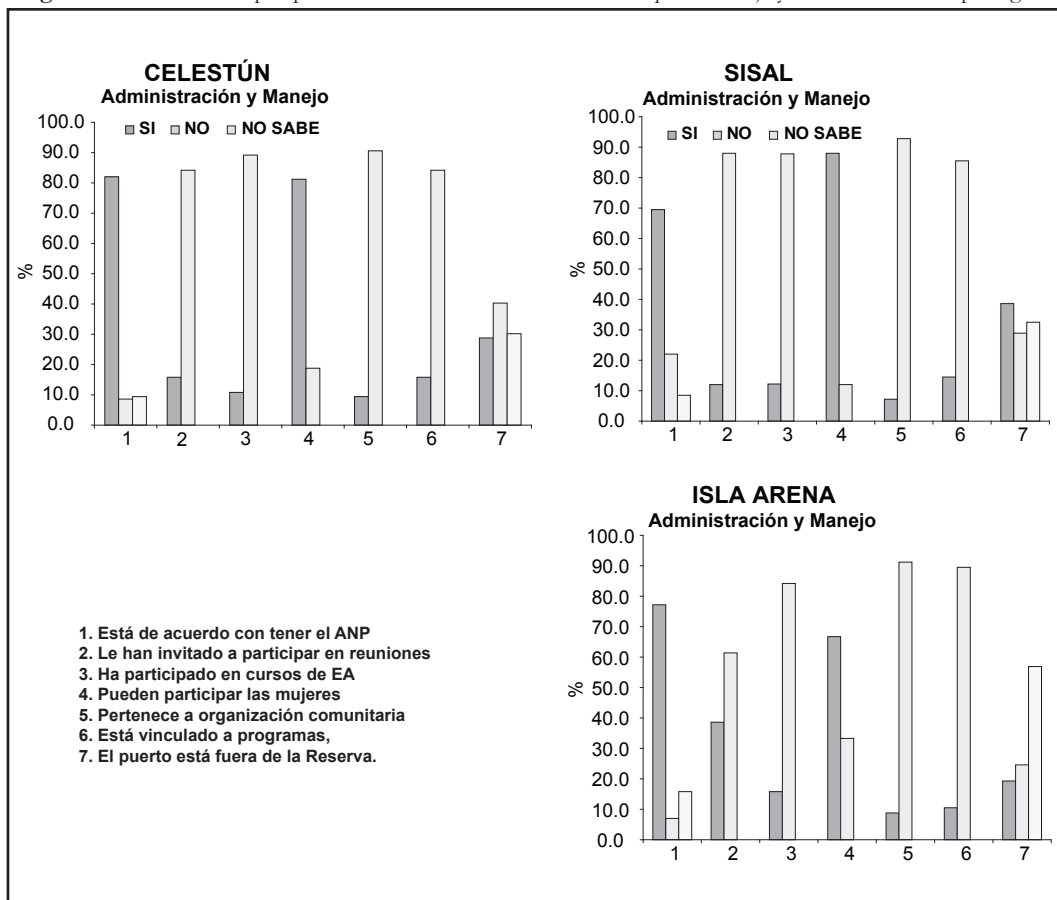 CELESTÚN
Administración y Manejo
100.0
90.0
80.0
70.0
60.0
50.0
40.0
30.0
20.0
10.0
0.0
%
SI NO NO SABE
1 2 3 4 5 6 7
SISAL
Administración y Manejo
100.0
90.0
80.0
70.0
60.0
50.0
40.0
30.0
20.0
10.0
0.0
%
SI NO NO SABE
1 2 3 4 5 6 7
1. Está de acuerdo con tener el ANP
2. Le han invitado a participar en reuniones
3. Ha participado en cursos de EA
4. Pueden participar las mujeres
5. Pertenece a organización comunitaria
6. Está vinculado a programas,
7. El puerto está fuera de la Reserva.
ISLA ARENA
Administración y Manejo
100.0
90.0
80.0
70.0
60.0
50.0
40.0
30.0
20.0
10.0
0.0
%
1 2 3 4 5 6 7